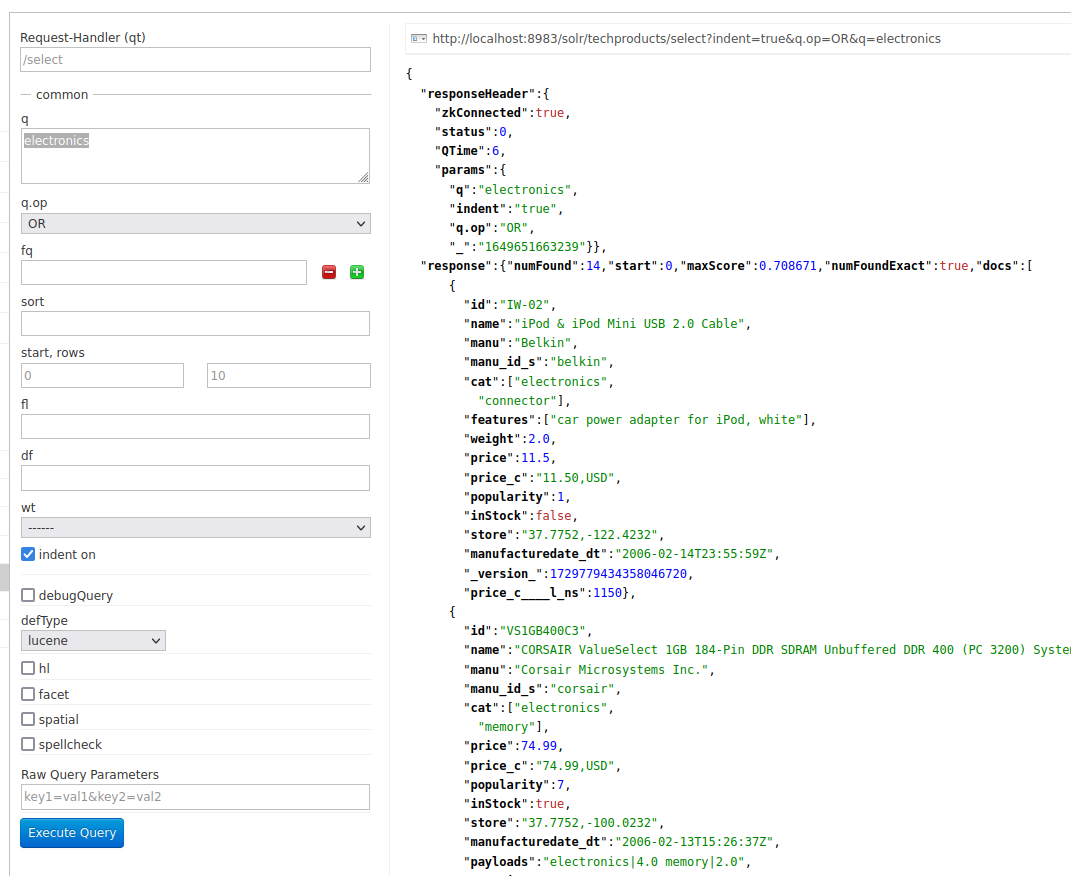 Request-Handler (qt)
/select
common
q
electronics
q.op
OR
fq
sort
start, rows
0
10
fl
df
wt
------
indent on
debugQuery
defType
lucene
hl
facet
spatial
spellcheck
Raw Query Parameters
key1=val1&key2=val2
Execute Query
http://localhost:8983/solr/techproducts/select?indent=true&q.op=OR&q=electronics
{
"responseHeader":{
"zkConnected":true,
"status":0,
"QTime":6,
"params":{
"q":"electronics",
"indent":"true",
"q.op":"OR",
"_":"1649651663239"}},
"response":{"numFound":14,"start":0,"maxScore":0.708671,"numFoundExact":true,"docs":[
{
"id":"IW-02",
"name":"iPod & iPod Mini USB 2.0 Cable",
"manu":"Belkin",
"manu_id_s":"belkin",
"cat":["electronics",
"connector"],
"features":["car power adapter for iPod, white"],
"weight":2.0,
"price":11.5,
"price_c":"11.50,USD",
"popularity":1,
"inStock":false,
"store":"37.7752,-122.4232",
"manufacturedate_dt":"2006-02-14T23:55:59Z",
"_version_":1729779434358046720,
"price_c____l_ns":1150},
{
"id":"VS1GB400C3",
"name":"CORSAIR ValueSelect 1GB 184-Pin DDR SDRAM Unbuffered DDR 400 (PC 3200) Syste
"manu":"Corsair Microsystems Inc.",
"manu_id_s":"corsair",
"cat":["electronics",
"memory"],
"price":74.99,
"price_c":"74.99,USD",
"popularity":7,
"inStock":true,
"store":"37.7752,-100.0232",
"manufacturedate_dt":"2006-02-13T15:26:37Z",
"payloads":"electronics|4.0 memory|2.0",